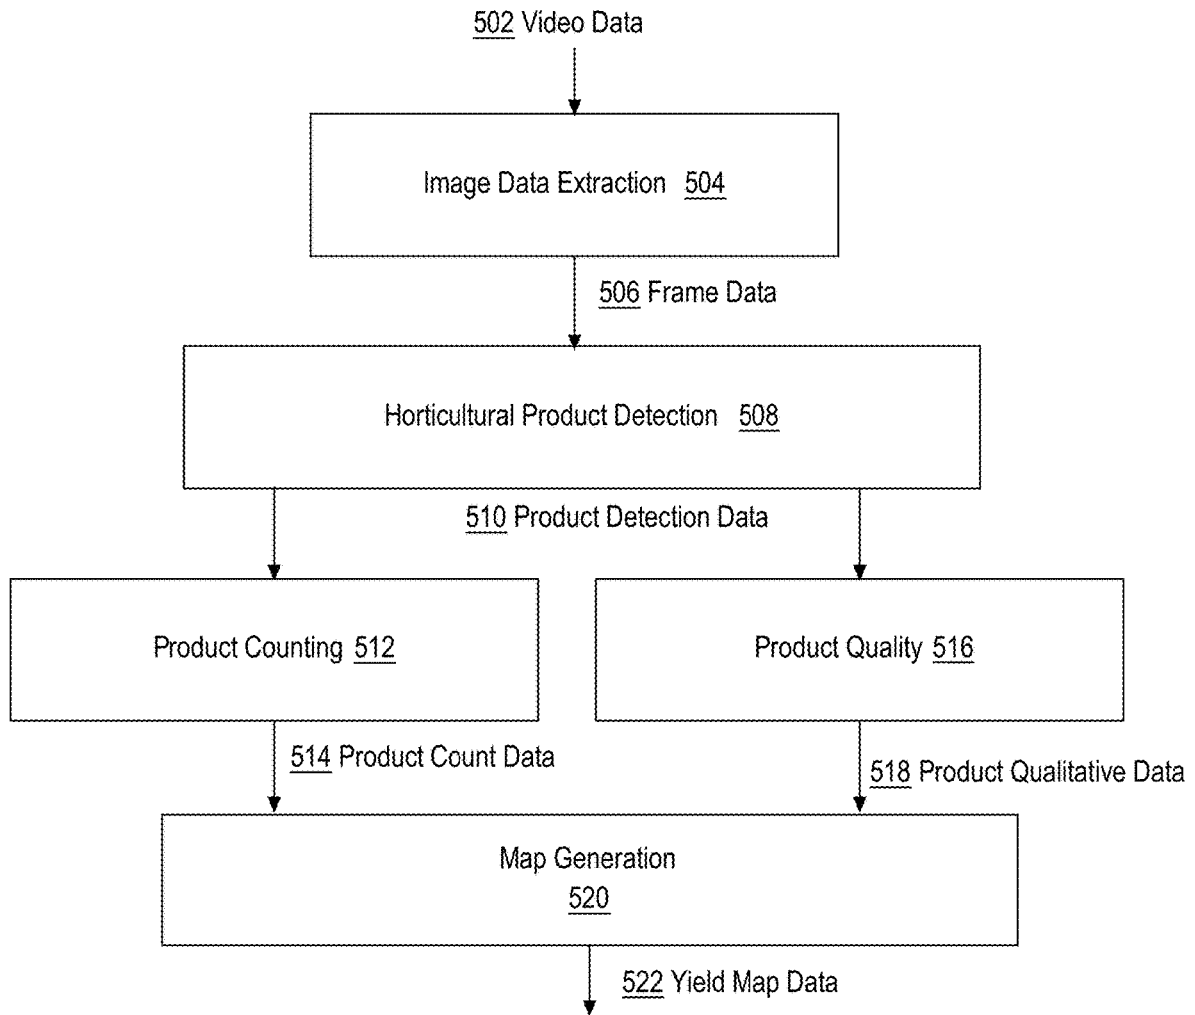 502 Video Data
Image Data Extraction 504
506 Frame Data
Horticultural Product Detection 508
510 Product Detection Data
Product Counting 512
Product Quality 516
514 Product Count Data
518 Product Qualitative Data
Map Generation
520
522 Yield Map Data